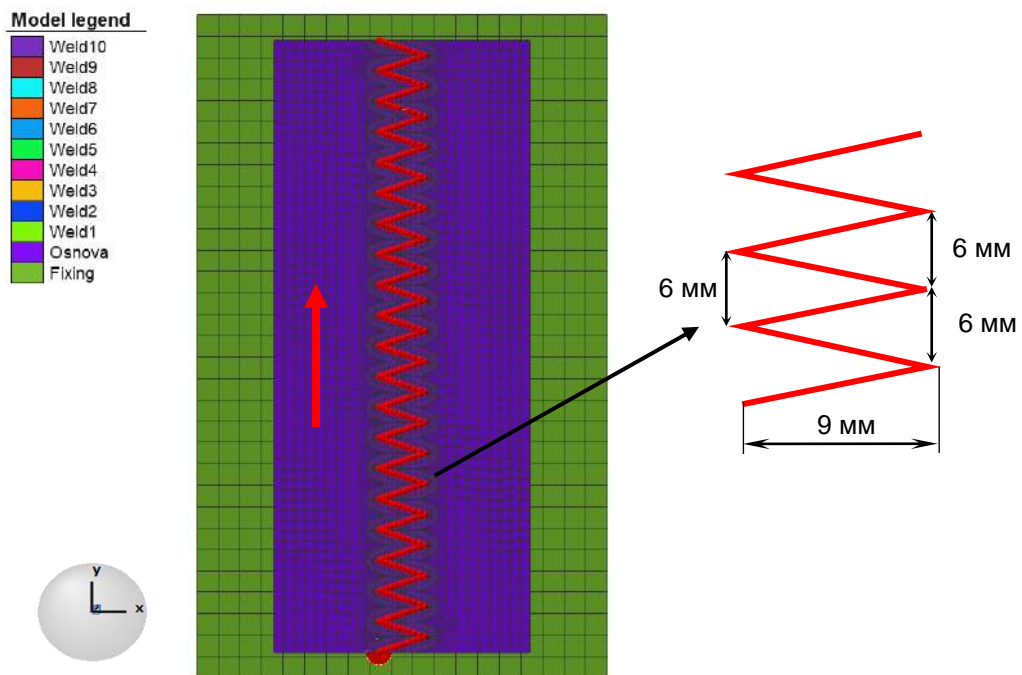 Model legend
Weld10
Weld9
Weld8
Weld7
Weld6
Weld5
Weld4
Weld3
Weld2
Weld1
Osnova
Fixing
6 мм
6 мм
6 мм
9 мм
y
x